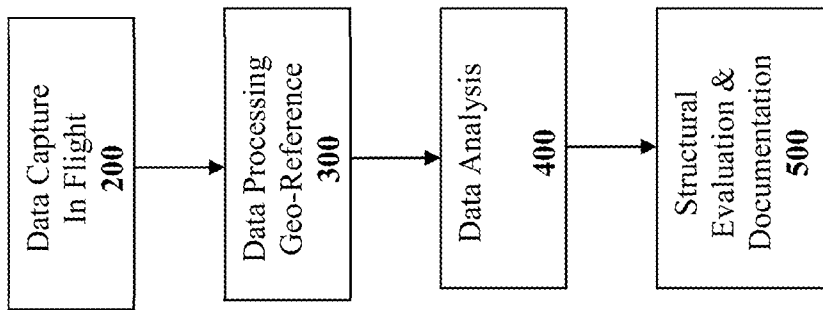 Data Capture
In Flight
200
Data Processing
Geo-Reference
300
Data Analysis
400
Structural
Evaluation &
Documentation
500